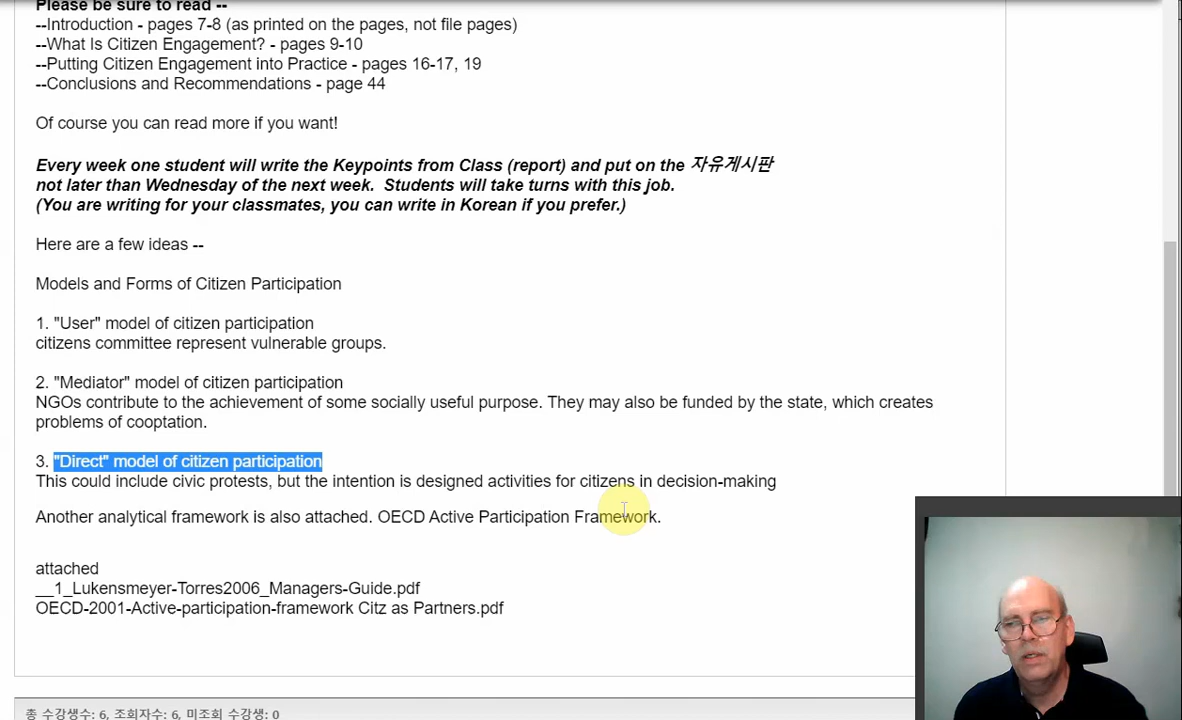 Please be sure to read --
--Introduction - pages 7-8 (as printed on the pages, not file pages)
--What Is Citizen Engagement? - pages 9-10
--Putting Citizen Engagement into Practice - pages 16-17, 19
--Conclusions and Recommendations - page 44
Of course you can read more if you want!
Every week one student will write the Keypoints from Class (report) and put on the 자유게시판
not later than Wednesday of the next week.  Students will take turns with this job.
(You are writing for your classmates, you can write in Korean if you prefer.)
Here are a few ideas --
Models and Forms of Citizen Participation
1. "User" model of citizen participation
citizens committee represent vulnerable groups.
2. "Mediator" model of citizen participation
NGOs contribute to the achievement of some socially useful purpose. They may also be funded by the state, which creates
problems of cooptation.
3. "Direct" model of citizen participation
This could include civic protests, but the intention is designed activities for citizens in decision-making
Another analytical framework is also attached. OECD Active Participation Framework.
attached
__1_Lukensmeyer-Torres2006_Managers-Guide.pdf
OECD-2001-Active-participation-framework Citz as Partners.pdf
총 수강생수: 6, 조회자수: 6, 미조회 수강생: 0